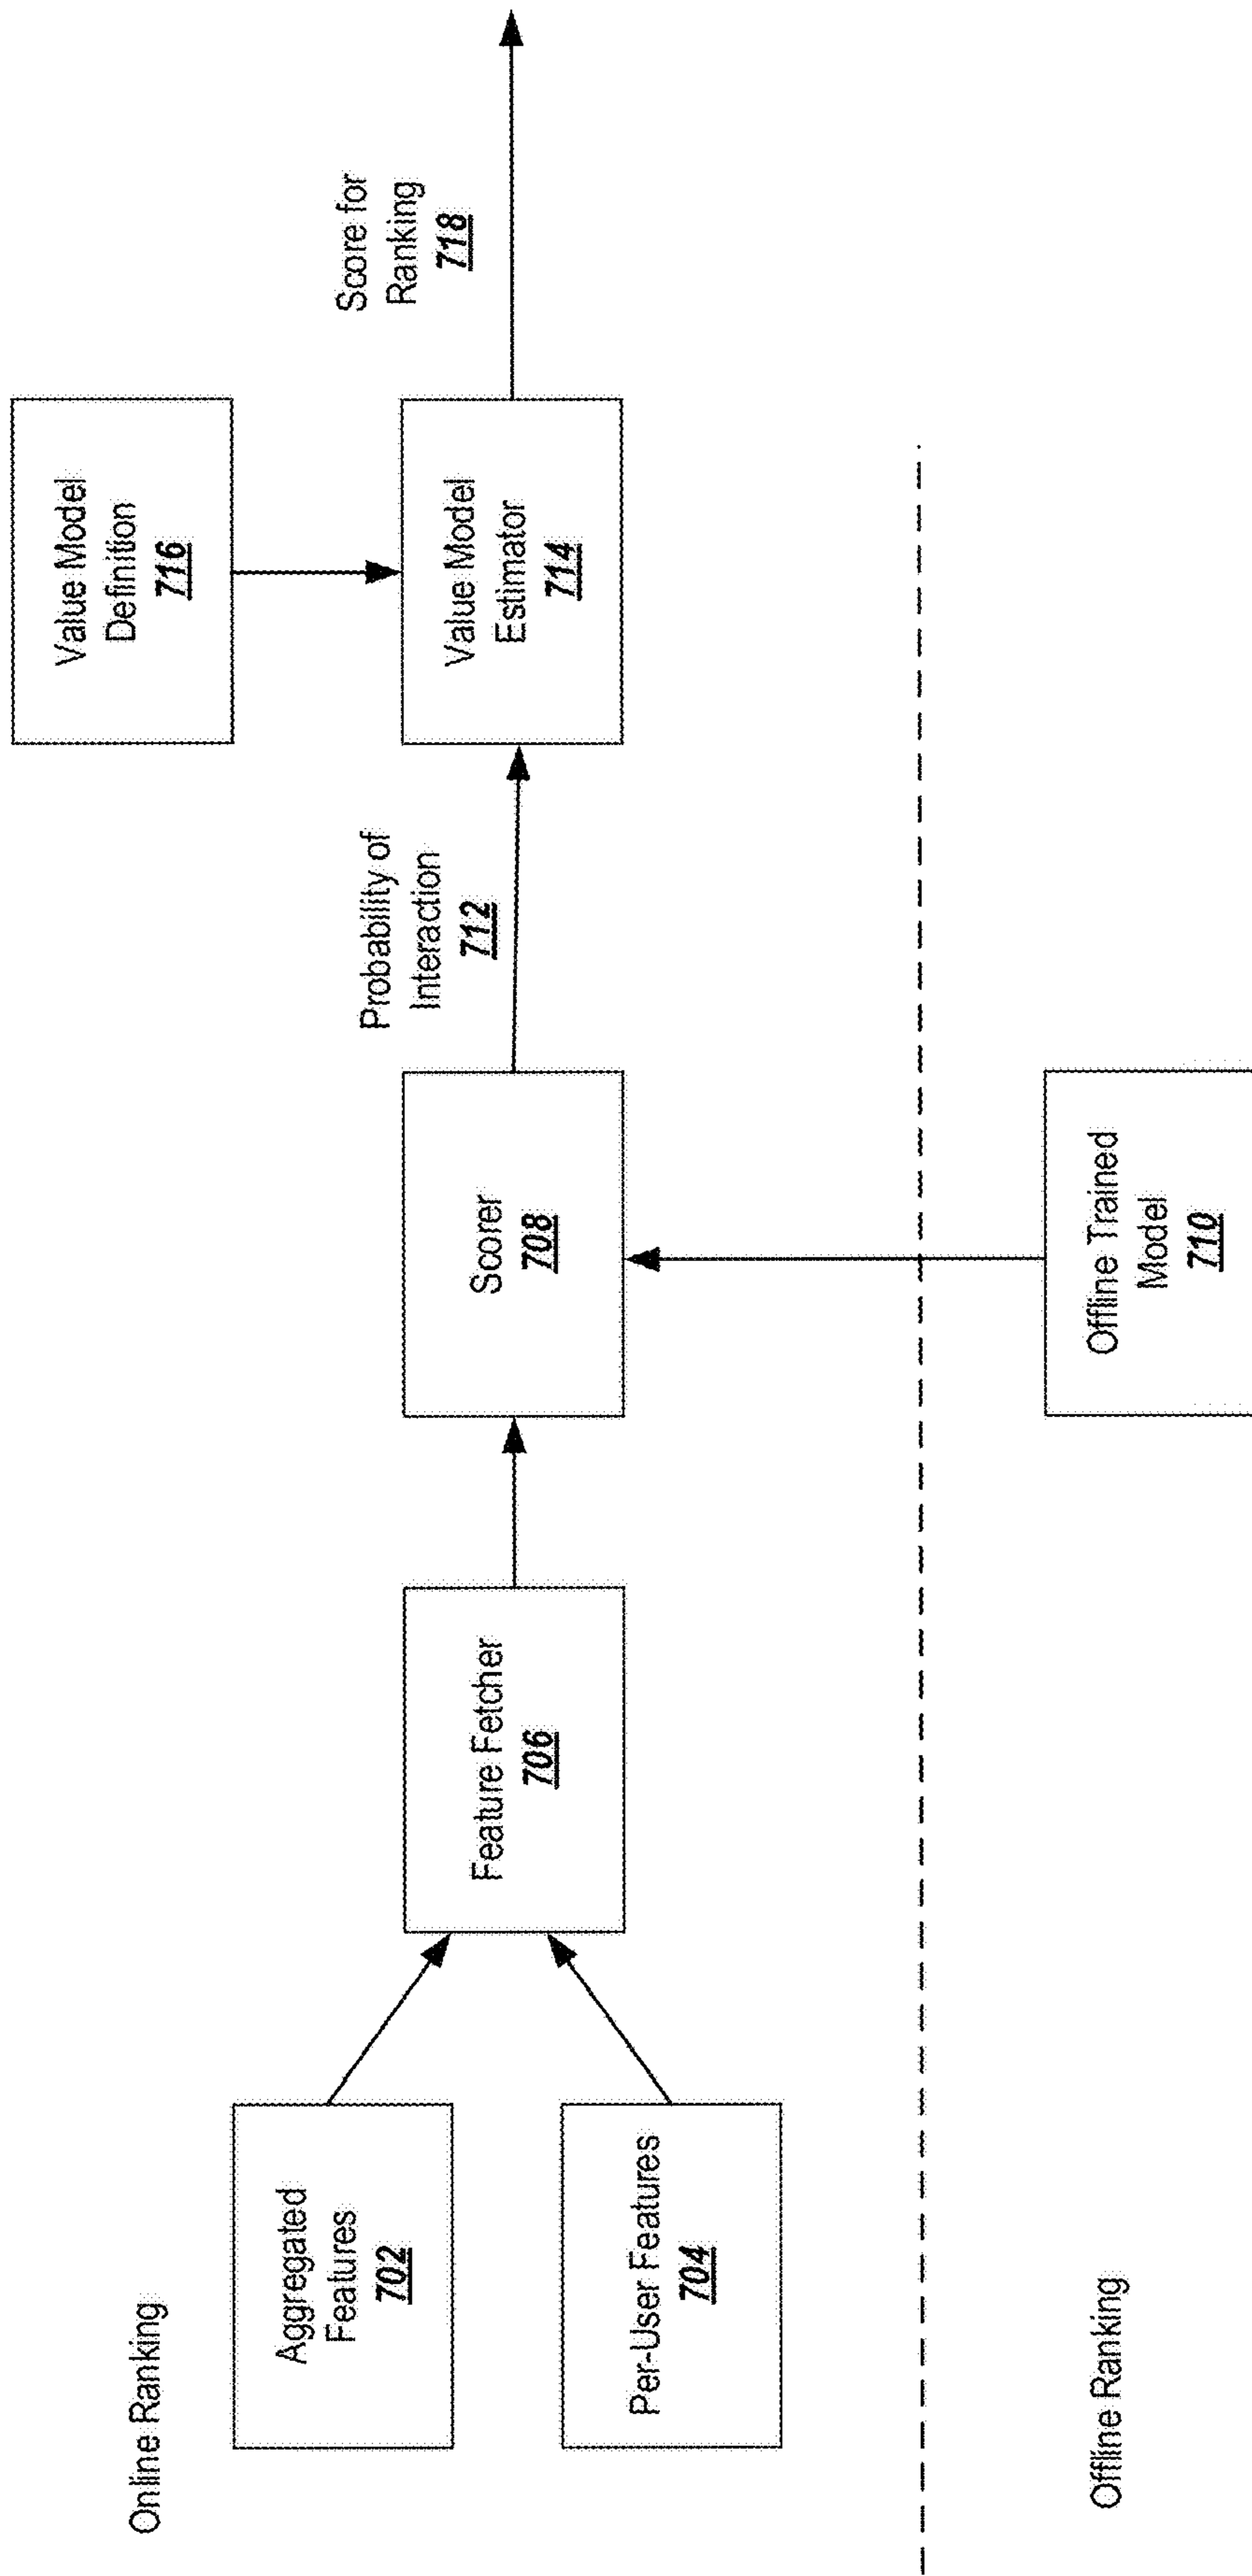 Online Ranking
Aggregated
Features
702
Per-User Features
704
Feature Fetcher
706
Scorer
708
Probability of
Interaction
712
Value Model
Definition
716
Value Model
Estimator
714
Score for
Ranking
718
Offline Ranking
Offline Trained
Model
710